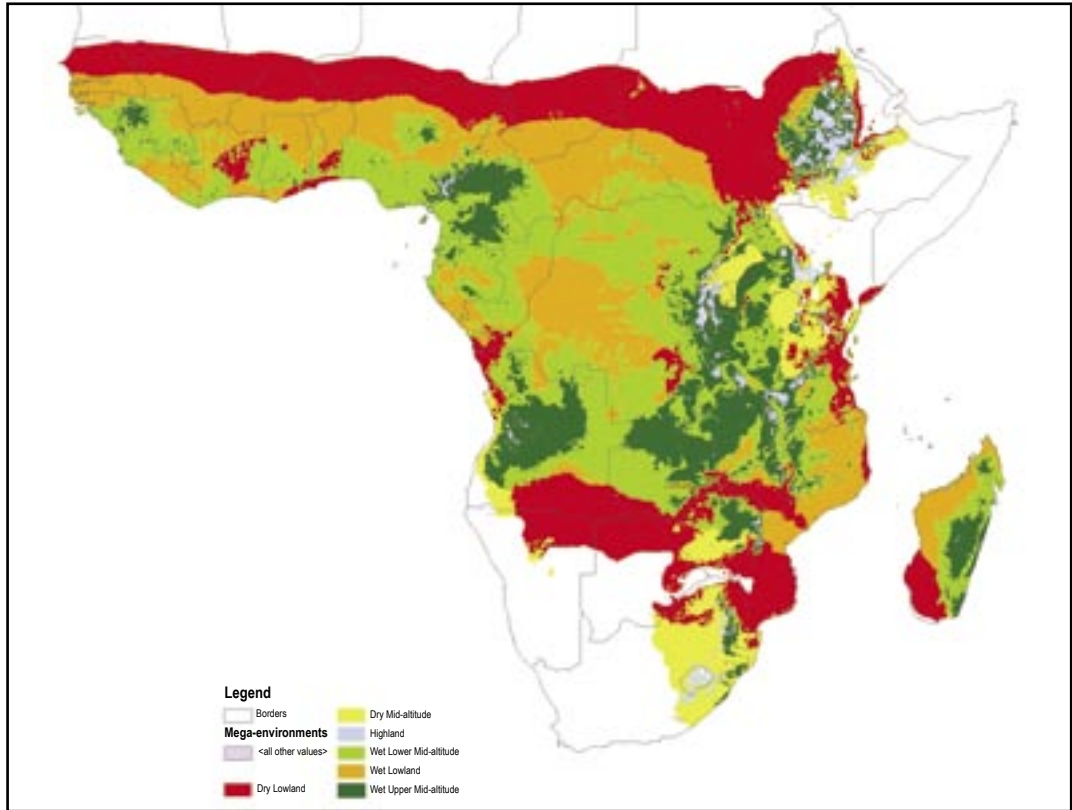 Legend
Borders
Mega-environments
<all other values>
Dry Lowland
Dry Mid-altitude
Highland
Wet Lower Mid-altitude
Wet Lowland
Wet Upper Mid-altitude